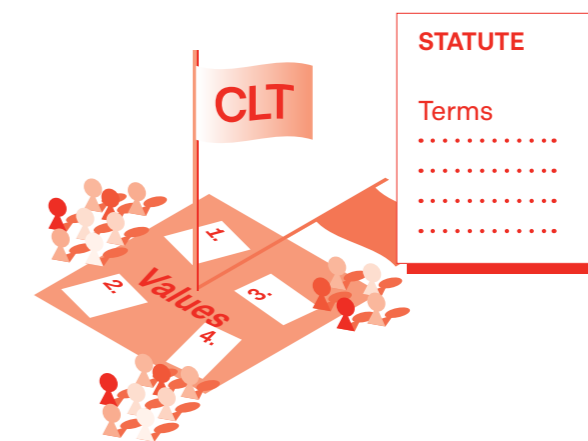 STATUTE
Terms
CLT
1.
2.
Values
3.
4.